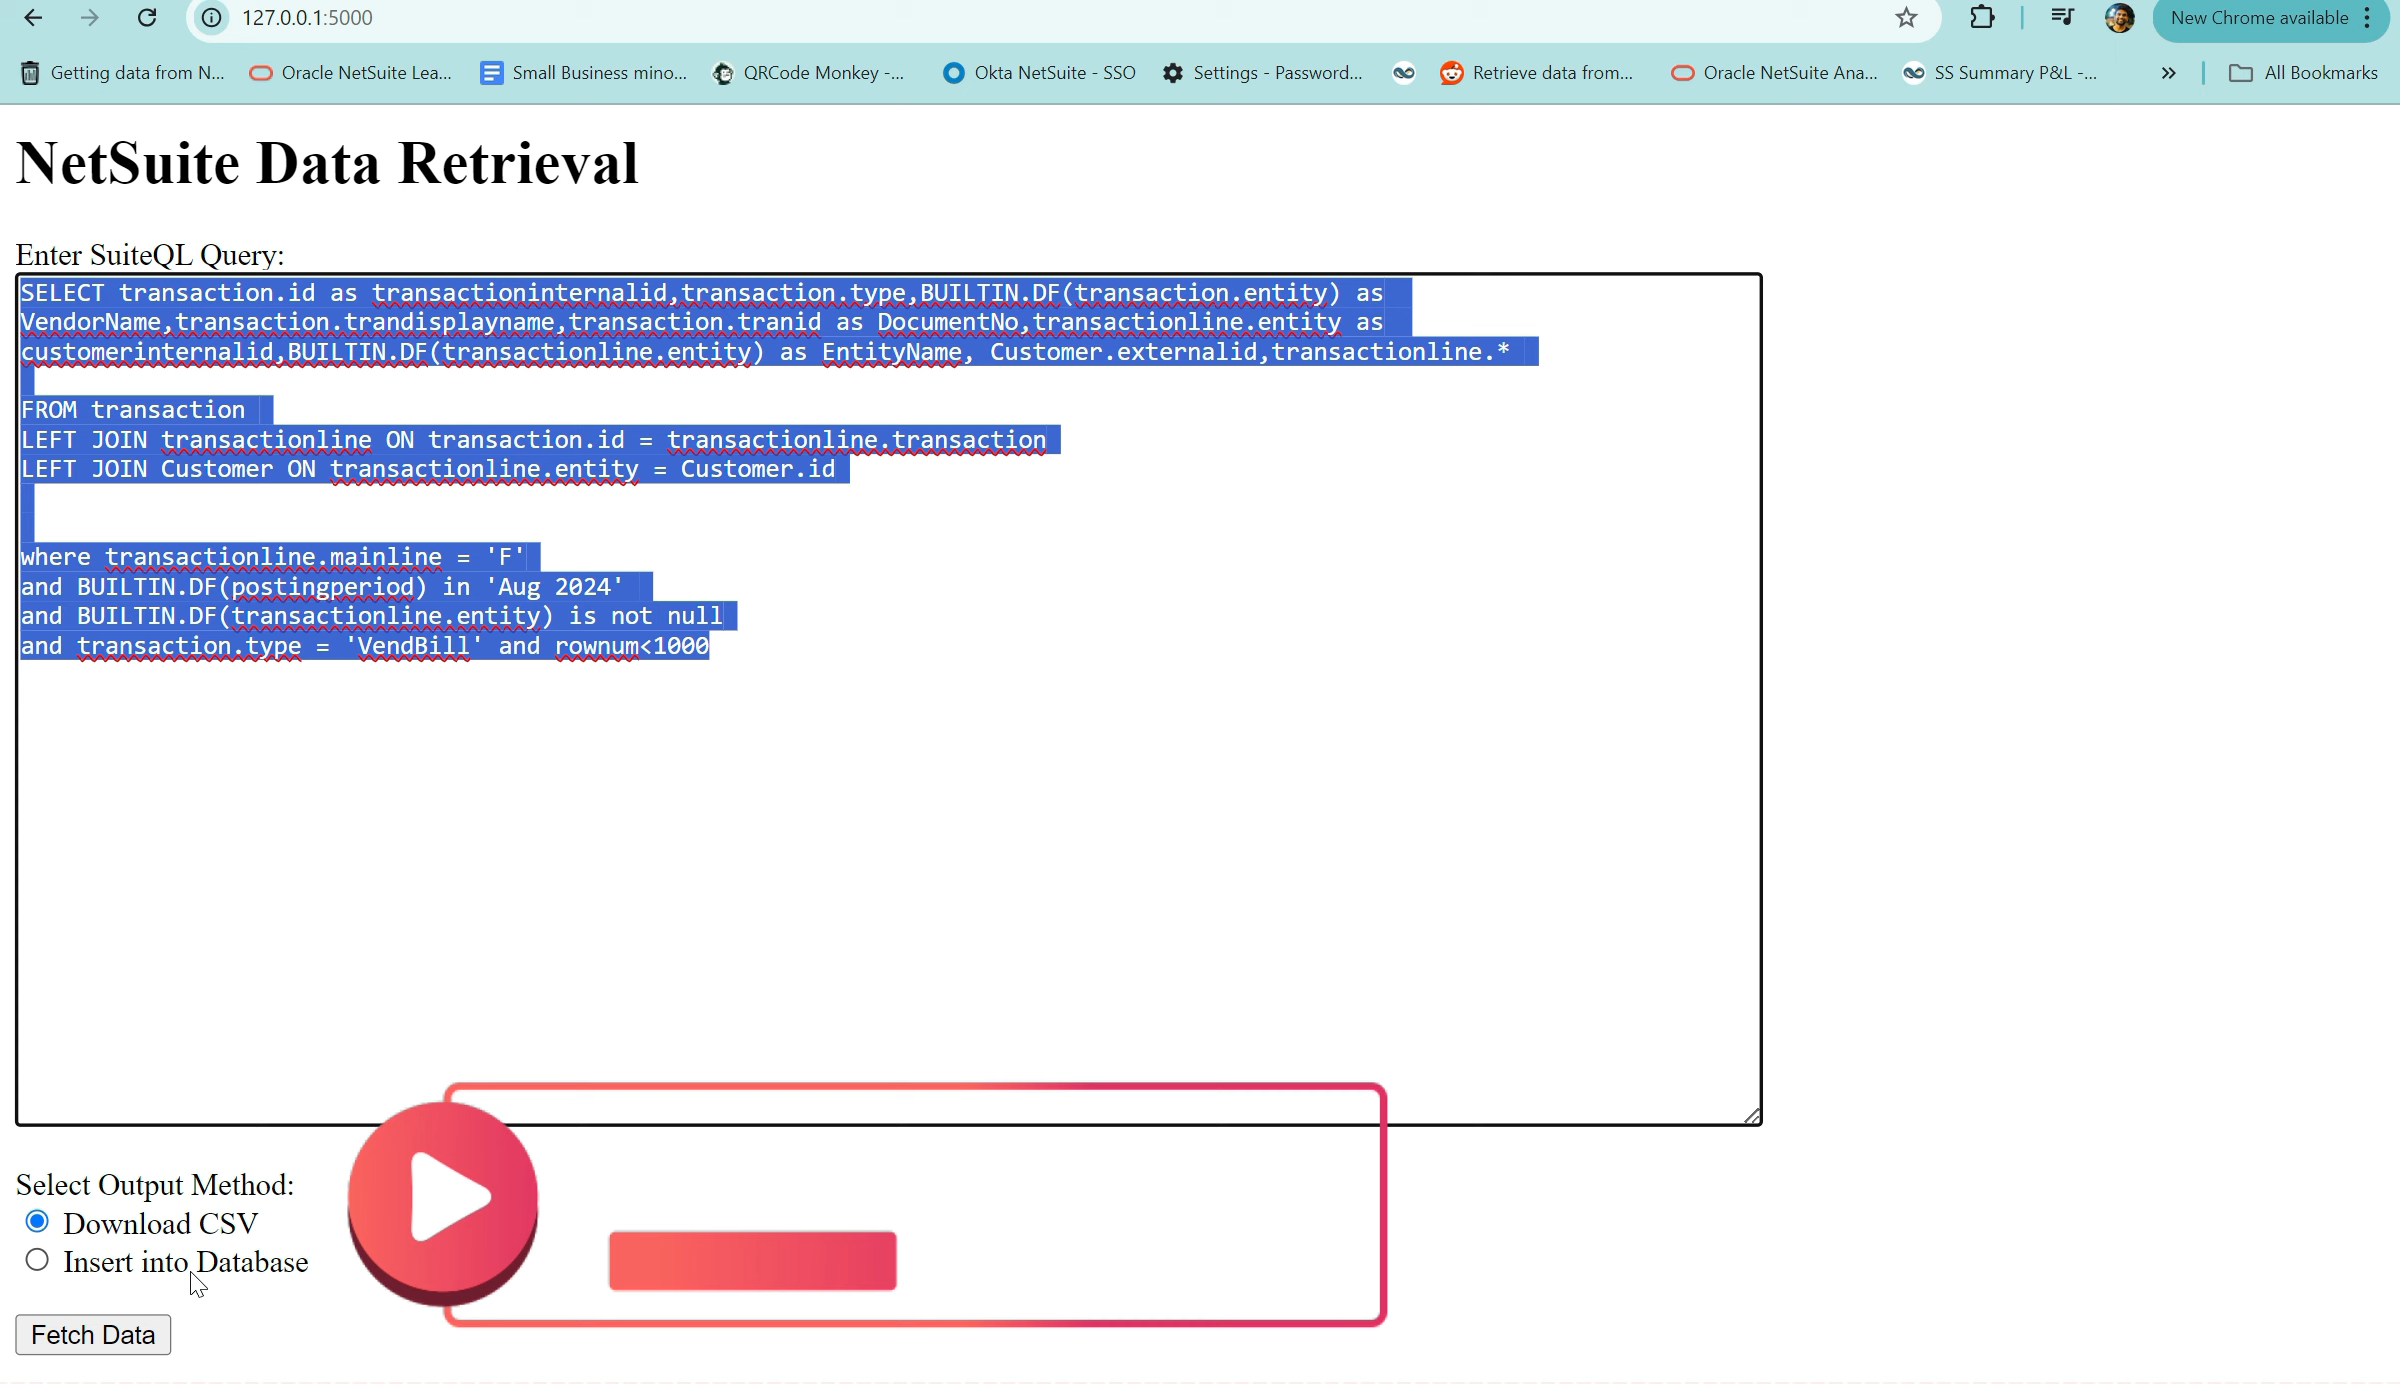 127.0.0.1:5000
New Chrome available
Getting data from N...
Oracle NetSuite Lea...
Small Business mino...
QRCode Monkey -...
Okta NetSuite - SSO
Settings - Password...
Retrieve data from...
Oracle NetSuite Ana...
SS Summary P&L -...
All Bookmarks
NetSuite Data Retrieval
Enter SuiteQL Query:
SELECT transaction.id as transactioninternalid,transaction.type,BUILTIN.DF(transaction.entity) as
VendorName,transaction.trandisplayname,transaction.tranid as DocumentNo,transactionline.entity as
customerinternalid,BUILTIN.DF(transactionline.entity) as EntityName, Customer.externalid,transactionline.*
FROM transaction
LEFT JOIN transactionline ON transaction.id = transactionline.transaction
LEFT JOIN Customer ON transactionline.entity = Customer.id
where transactionline.mainline = 'F'
and BUILTIN.DF(postingperiod) in 'Aug 2024'
and BUILTIN.DF(transactionline.entity) is not null
and transaction.type = 'VendBill' and rownum<1000
Select Output Method:
Download CSV
Insert into Database
Fetch Data